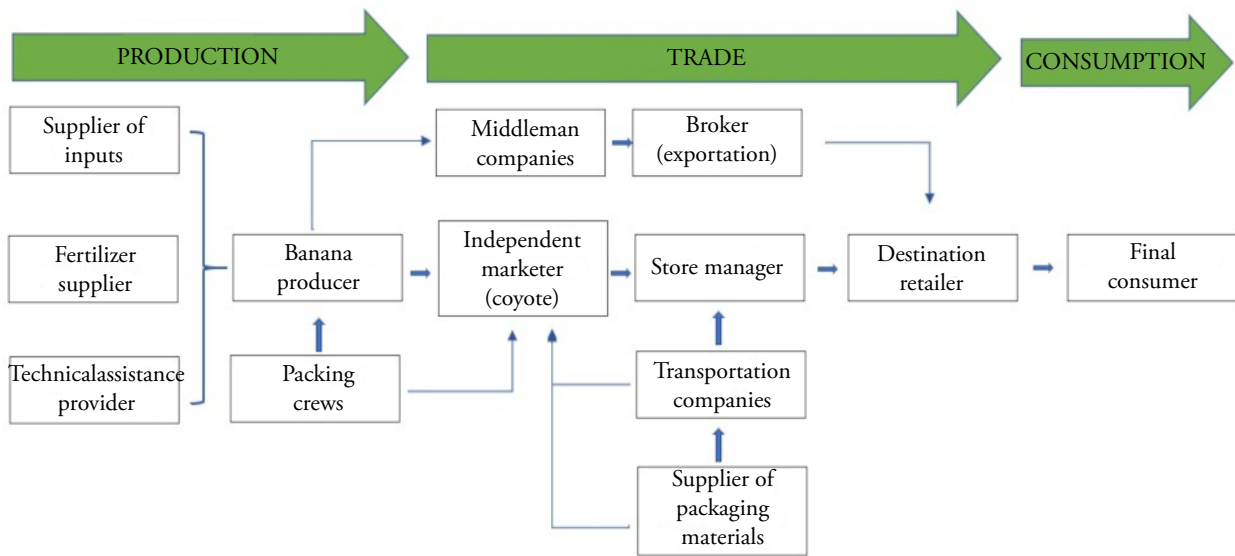 PRODUCTION
TRADE
CONSUMPTION
Supplier of
inputs
Middleman
companies
Broker
(exportation)
Fertilizer
supplier
Banana
producer
Independent
marketer
(coyote)
Store manager
Destination
retailer
Final
consumer
Technicalassistance
provider
Packing
crews
Transportation
companies
Supplier of
packaging
materials